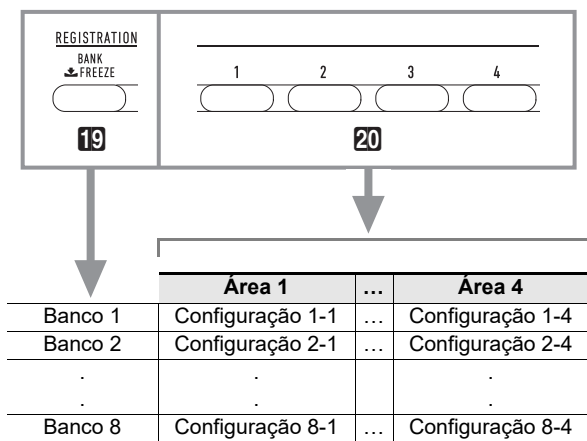 REGISTRATION
BANK
FREEZE
1 2 3 4
19 20
Área 1 … Área 4
Banco 1 Configuração 1-1 … Configuração 1-4
Banco 2 Configuração 2-1 … Configuração 2-4
. . .
. . .
Banco 8 Configuração 8-1 … Configuração 8-4